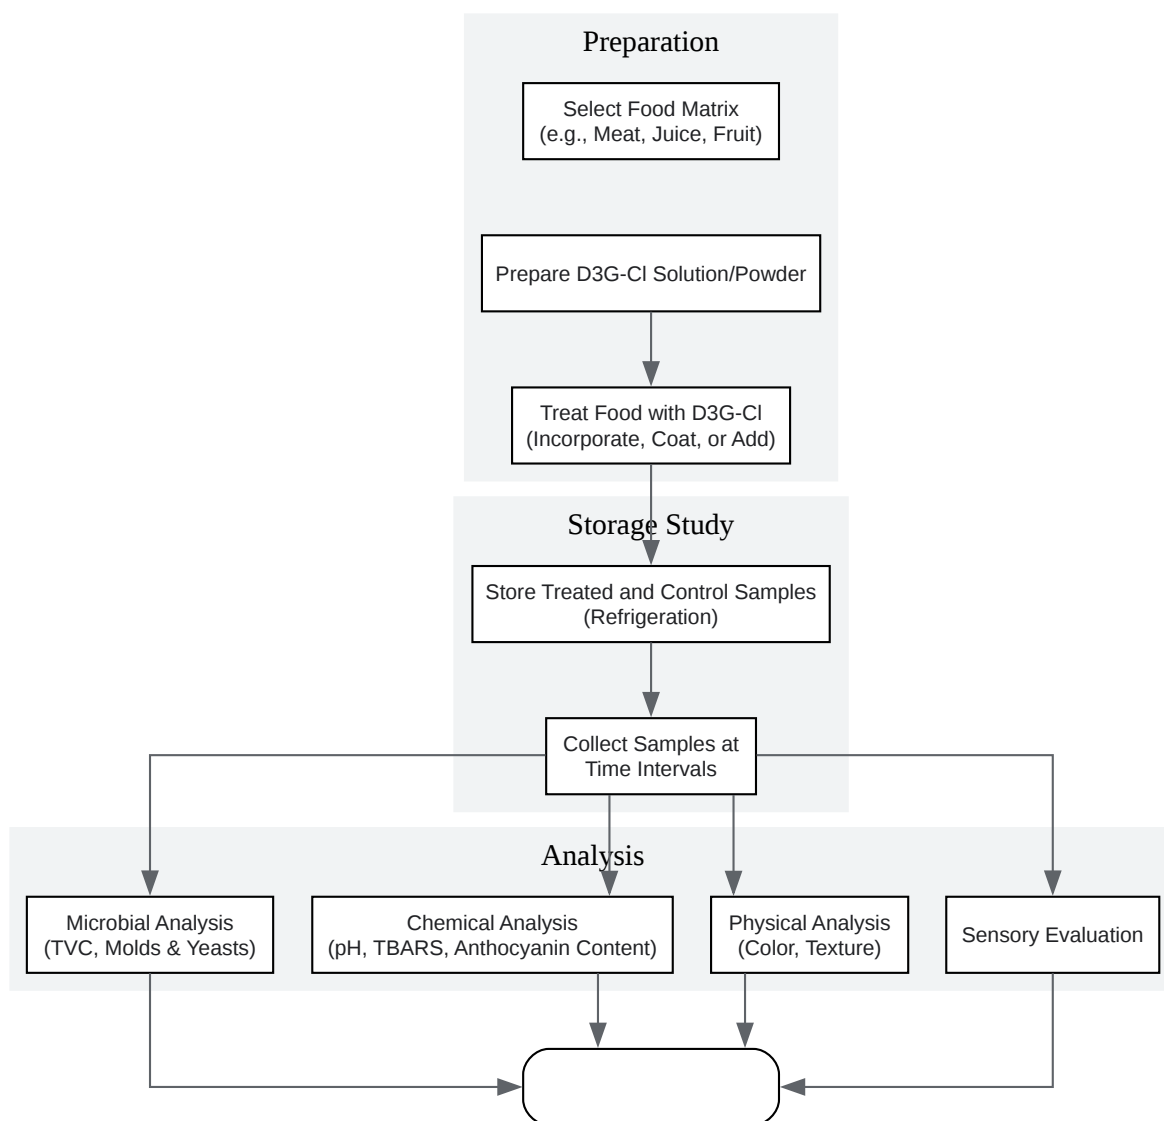 Preparation
Select Food Matrix
(e.g., Meat, Juice, Fruit)
Prepare D3G-Cl Solution/Powder
Treat Food with D3G-Cl
(Incorporate, Coat, or Add)
Storage Study
Store Treated and Control Samples
(Refrigeration)
Collect Samples at
Time Intervals
Analysis
Microbial Analysis
(TVC, Molds & Yeasts)
Chemical Analysis
(pH, TBARS, Anthocyanin Content)
Physical Analysis
(Color, Texture)
Sensory Evaluation